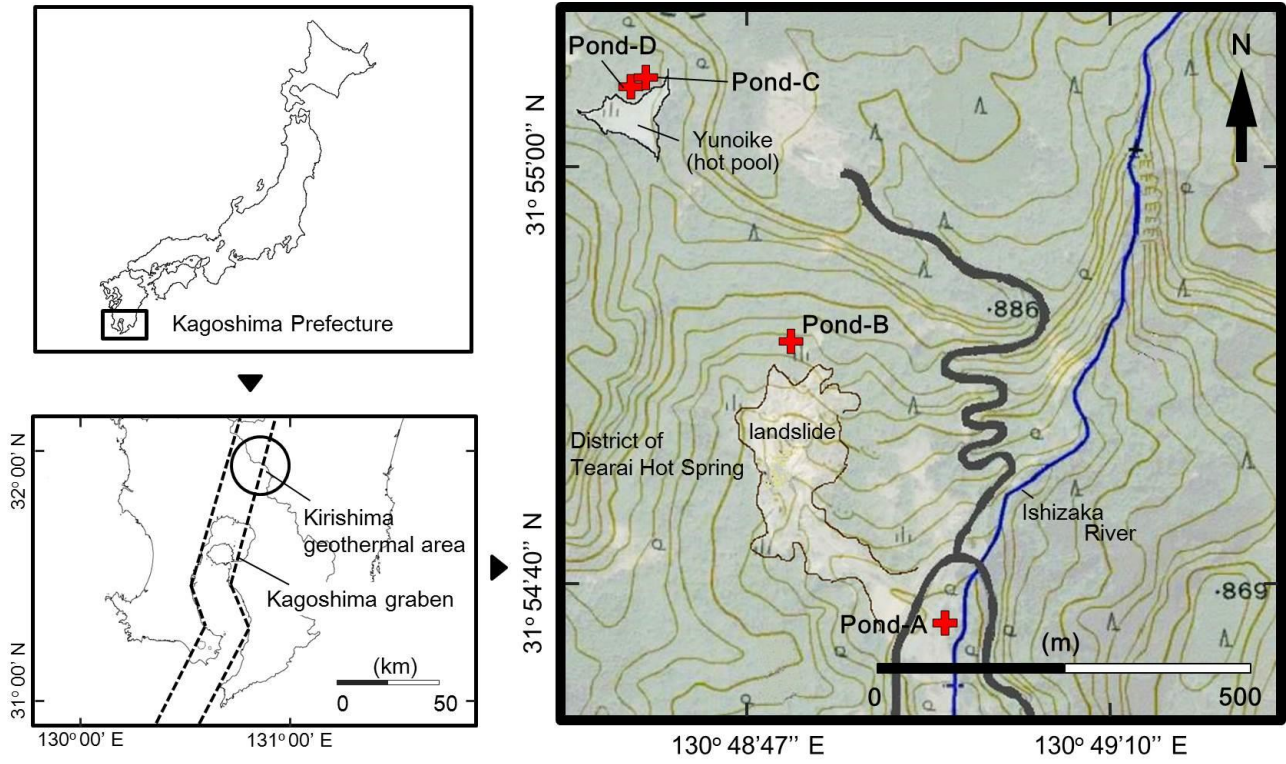 Kagoshima Prefecture
32° 00' N
31° 00' N
Kirishima
geothermal area
Kagoshima graben
(km)
0 50
130° 00' E
131° 00' E
Pond-D
Pond-C
Yunoike
(hot pool)
N
31° 55'00'' N
·886
Pond-B
landslide
District of
Tearai Hot Spring
Ishizaka
River
31° 54'40'' N
·869
Pond-A
(m)
0 500
130° 48'47'' E
130° 49'10'' E